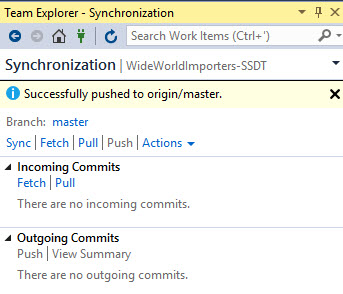 Team Explorer - Synchronization
Search Work Items (Ctrl+')
Synchronization | WideWorldImporters-SSDT
Successfully pushed to origin/master.
Branch: master
Sync | Fetch | Pull | Push | Actions
Incoming Commits
Fetch | Pull
There are no incoming commits.
Outgoing Commits
Push | View Summary
There are no outgoing commits.